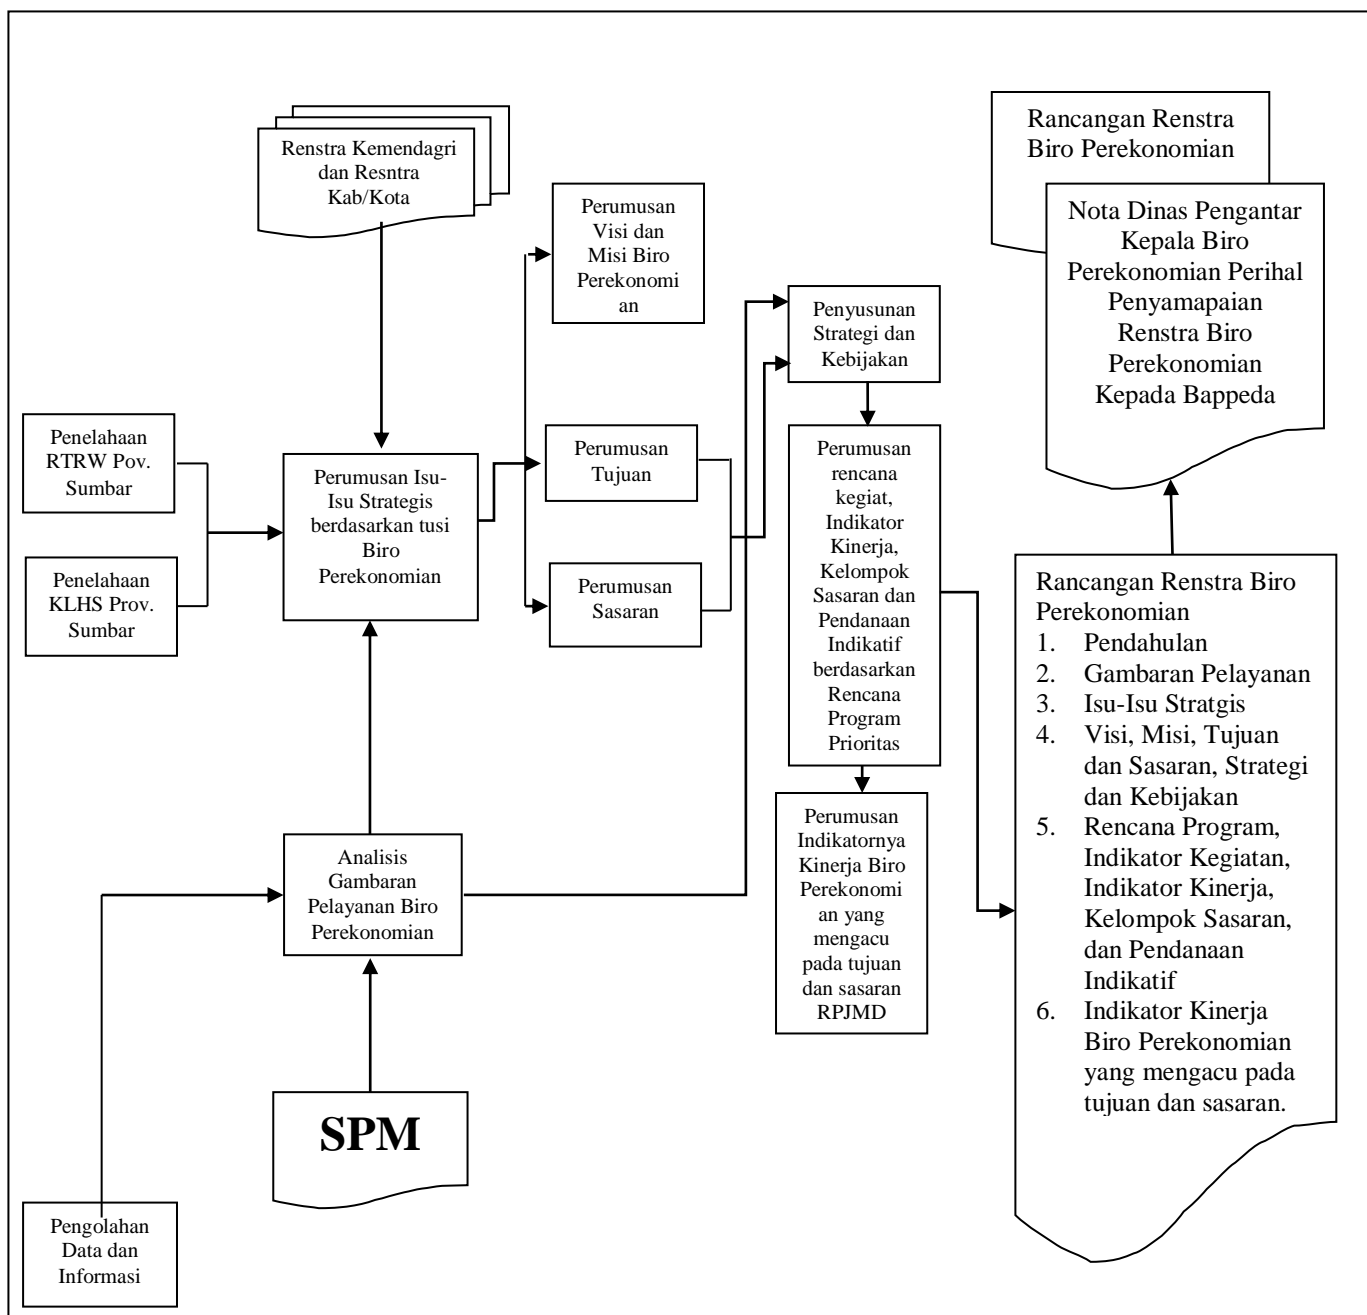 Renstra Kemendagri
dan Resntra
Kab/Kota
Perumusan
Visi dan
Misi Biro
Perekonomi
an
Rancangan Renstra
Biro Perekonomian
Nota Dinas Pengantar
Kepala Biro
Perekonomian Perihal
Penyamapaian
Renstra Biro
Perekonomian
Kepada Bappeda
Penyusunan
Strategi dan
Kebijakan
Penelahaan
RTRW Pov.
Sumbar
Perumusan Isu-
Isu Strategis
berdasarkan tusi
Biro
Perekonomian
Perumusan
Tujuan
Perumusan
rencana
kegiat,
Indikator
Kinerja,
Kelompok
Sasaran dan
Pendanaan
Indikatif
berdasarkan
Rencana
Program
Prioritas
Penelahaan
KLHS Prov.
Sumbar
Perumusan
Sasaran
Rancangan Renstra Biro
Perekonomian
1. Pendahulan
2. Gambaran Pelayanan
3. Isu-Isu Stratgis
4. Visi, Misi, Tujuan
dan Sasaran, Strategi
dan Kebijakan
5. Rencana Program,
Indikator Kegiatan,
Indikator Kinerja,
Kelompok Sasaran,
dan Pendanaan
Indikatif
6. Indikator Kinerja
Biro Perekonomian
yang mengacu pada
tujuan dan sasaran.
Perumusan
Indikatornya
Kinerja Biro
Perekonomi
an yang
mengacu
pada tujuan
dan sasaran
RPJMD
Analisis
Gambaran
Pelayanan Biro
Perekonomian
SPM
Pengolahan
Data dan
Informasi